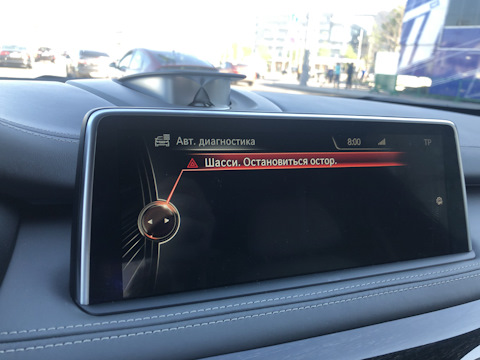 Авт. диагностика 8:00 TP
Шасси. Остановиться остор.